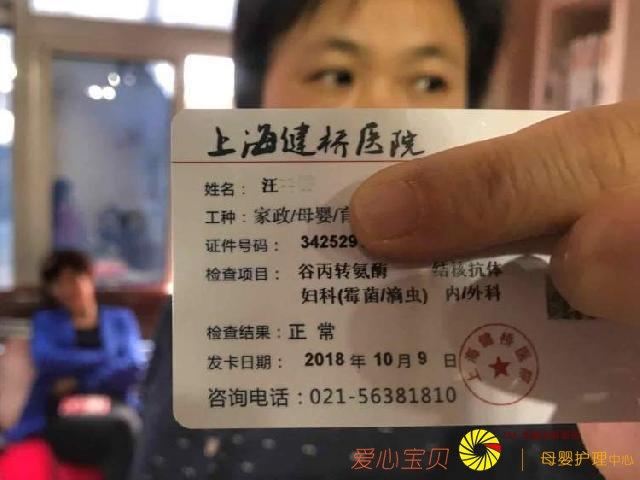 上海健桥医院
姓名：汪
工种：家政/母婴/育
证件号码：342529
检查项目：谷丙转氨酶 结核抗体
妇科(霉菌/滴虫) 内/外科
检查结果：正 常
发卡日期：2018 年 10 月 9 日
咨询电话：021-56381810
上海健桥医院
爱心宝贝 母婴护理中心